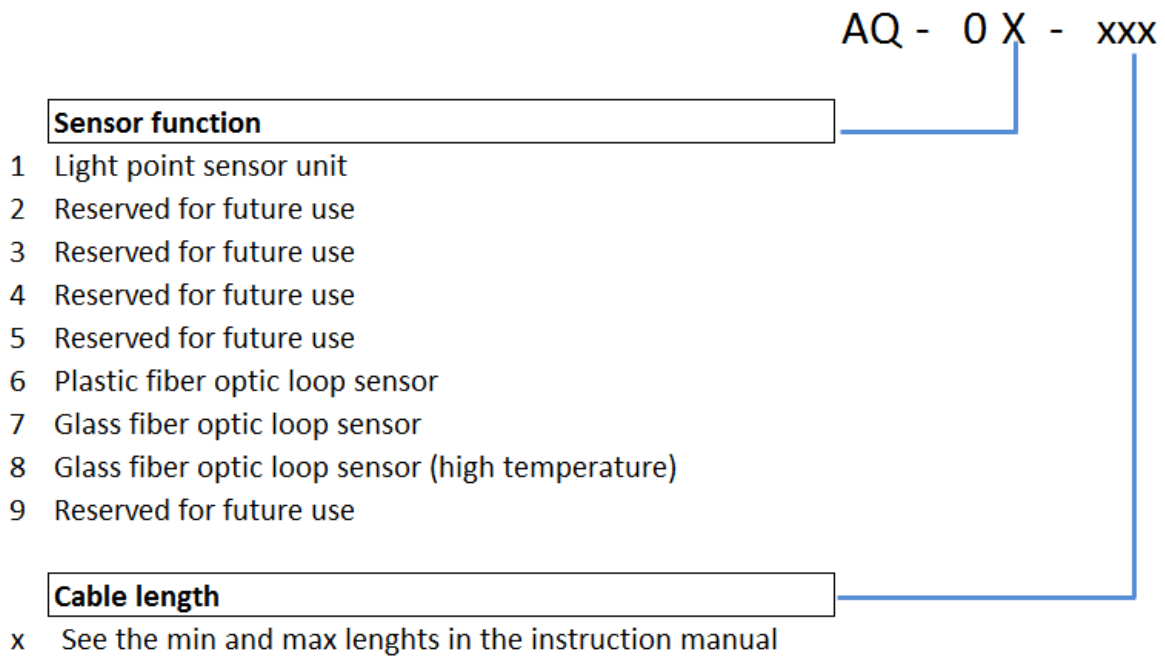 AQ - 0 X - xxx
Sensor function
1 Light point sensor unit
2 Reserved for future use
3 Reserved for future use
4 Reserved for future use
5 Reserved for future use
6 Plastic fiber optic loop sensor
7 Glass fiber optic loop sensor
8 Glass fiber optic loop sensor (high temperature)
9 Reserved for future use
Cable length
x See the min and max lenghts in the instruction manual